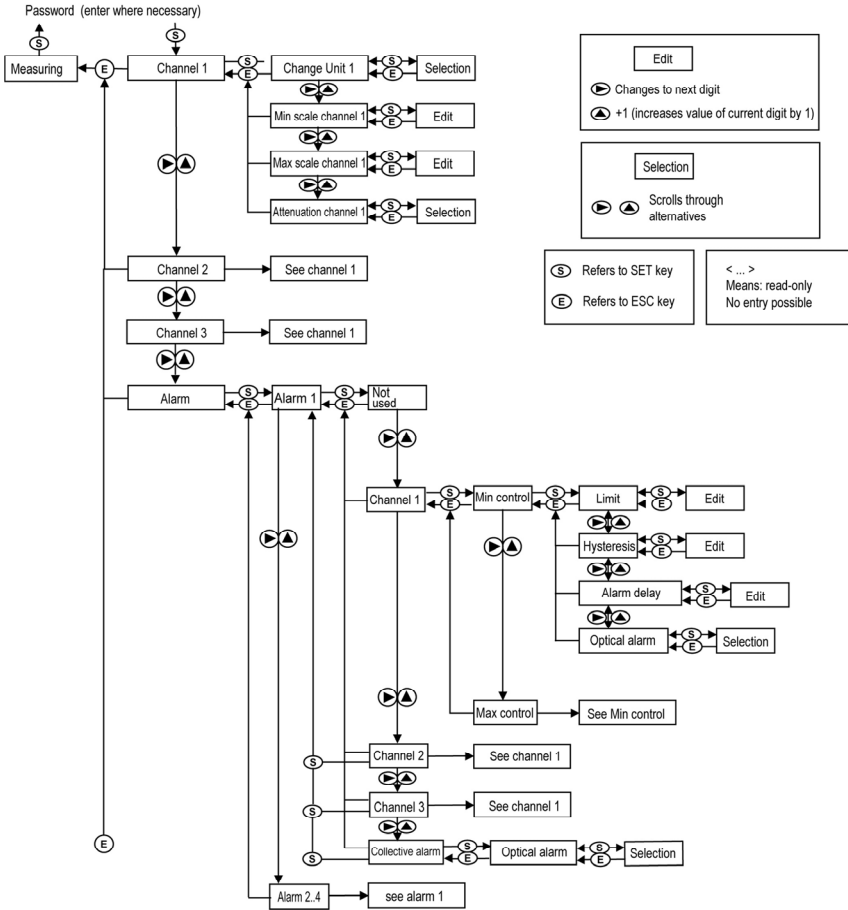 Password (enter where necessary)
S
S
Measuring
E
Channel 1
S
E
Change Unit 1
S
E
Selection
Min scale channel 1
S
E
Edit
Max scale channel 1
S
E
Edit
Attenuation channel 1
S
E
Selection
Channel 2
See channel 1
Channel 3
See channel 1
Alarm
S
E
Alarm 1
S
E
Not
used
Channel 1
S
E
Min control
S
E
Limit
S
E
Edit
Hysteresis
S
E
Edit
Alarm delay
S
E
Edit
Optical alarm
S
E
Selection
Max control
See Min control
Channel 2
See channel 1
S
Channel 3
See channel 1
S
Collective alarm
S
E
Optical alarm
S
E
Selection
S
E
Alarm 2..4
see alarm 1
Edit
Changes to next digit
+1 (increases value of current digit by 1)
Selection
Scrolls through
alternatives
S Refers to SET key
E Refers to ESC key
< ... >
Means: read-only
No entry possible